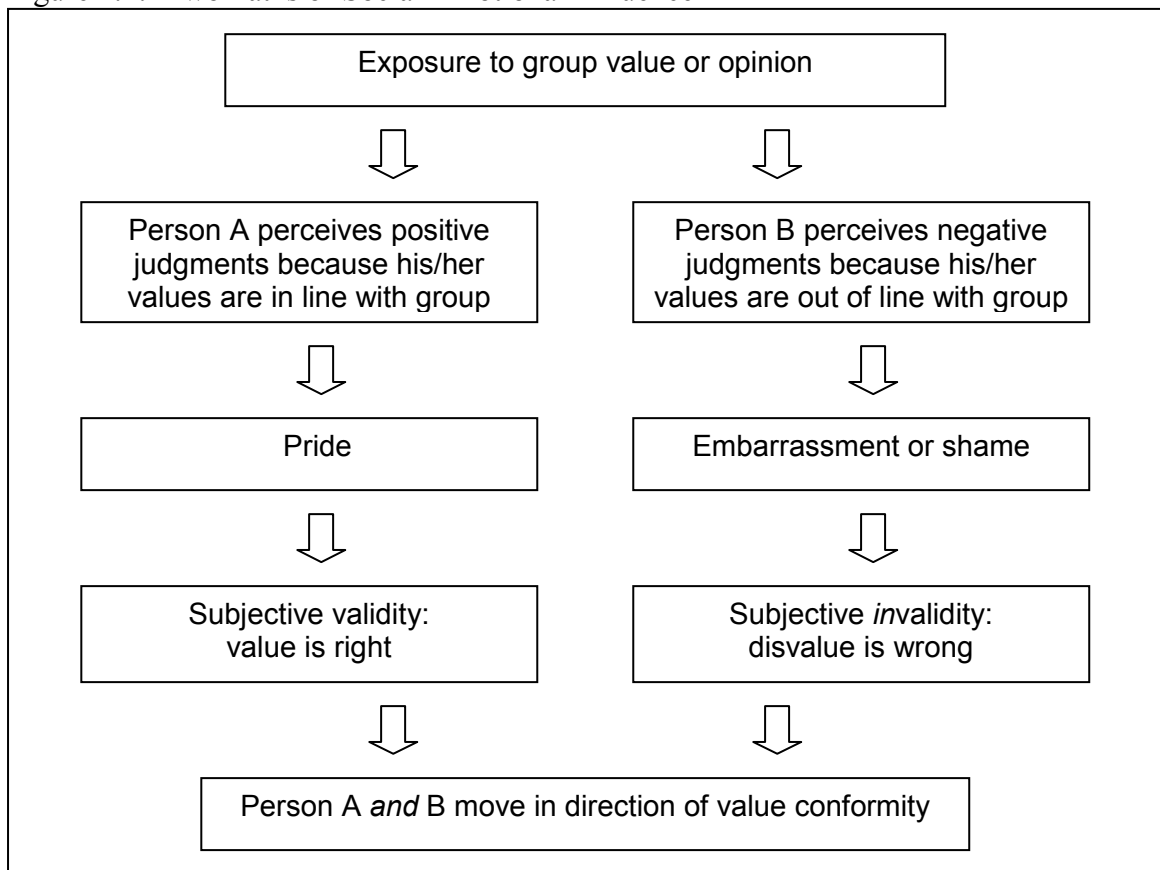 Exposure to group value or opinion
Person A perceives positive
judgments because his/her
values are in line with group
Person B perceives negative
judgments because his/her
values are out of line with group
Pride
Embarrassment or shame
Subjective validity:
value is right
Subjective invalidity:
disvalue is wrong
Person A and B move in direction of value conformity